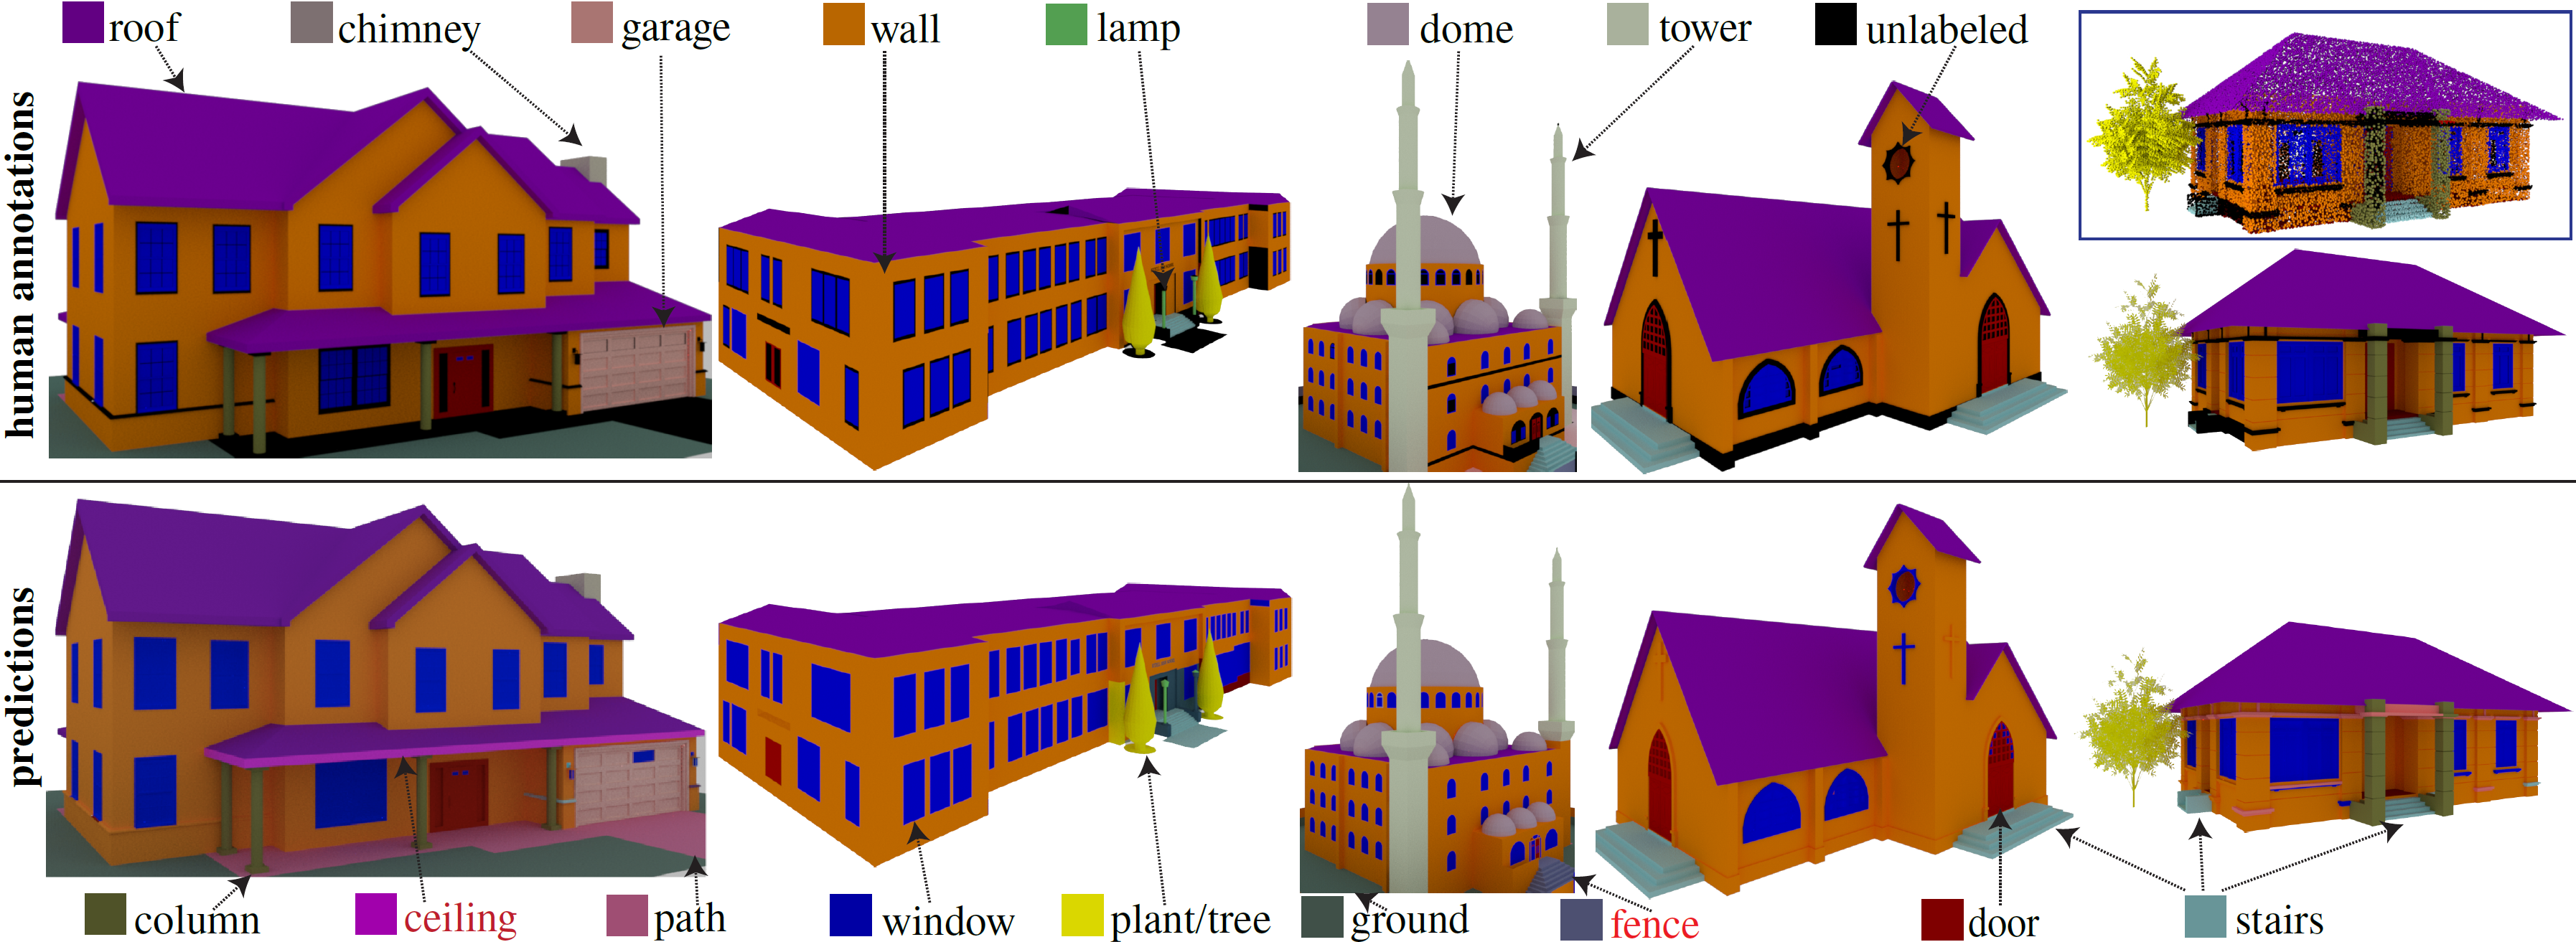 roof
chimney
garage
wall
lamp
dome
tower
unlabeled
human annotations
predictions
column
ceiling
path
window
plant/tree
ground
fence
door
stairs